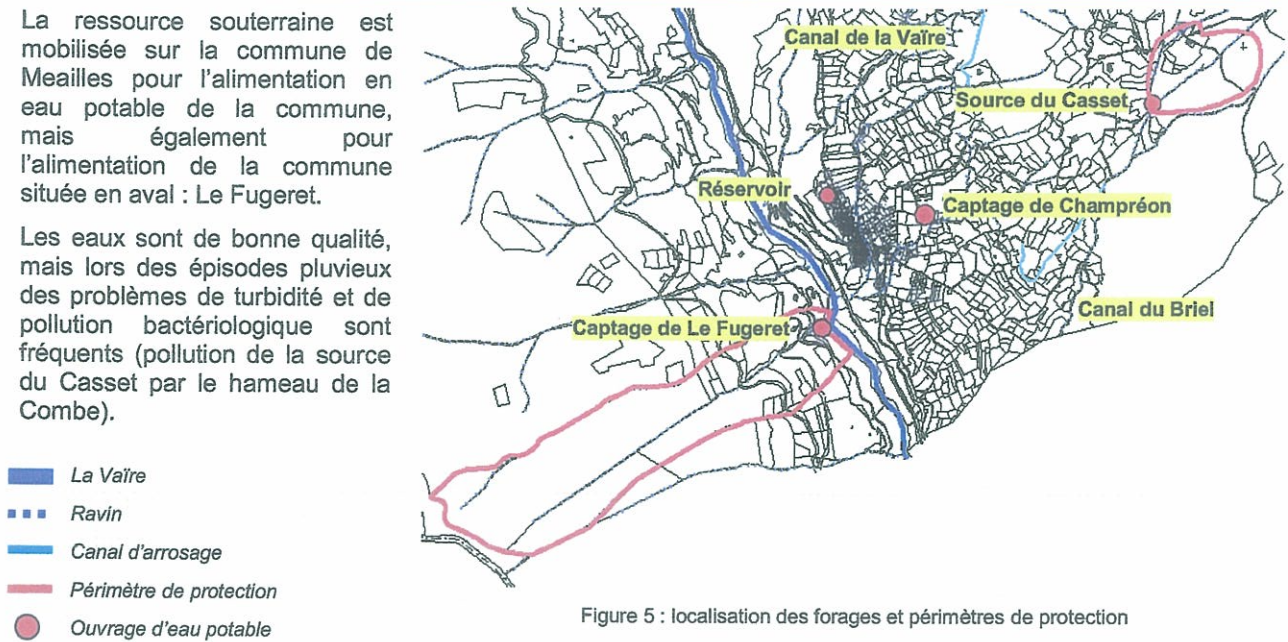 La ressource souterraine est
mobilisée sur la commune de
Meailles pour l'alimentation en
eau potable de la commune,
mais également pour
l'alimentation de la commune
située en aval : Le Fugeret.
Les eaux sont de bonne qualité,
mais lors des épisodes pluvieux
des problèmes de turbidité et de
pollution bactériologique sont
fréquents (pollution de la source
du Casset par le hameau de la
Combe).
La Vaïre
Ravin
Canal d'arrosage
Périmètre de protection
Ouvrage d'eau potable
Canal de la Vaïre
Source du Casset
Réservoir
Captage de Champréon
Canal du Briel
Captage de Le Fugeret
Figure 5 : localisation des forages et périmètres de protection